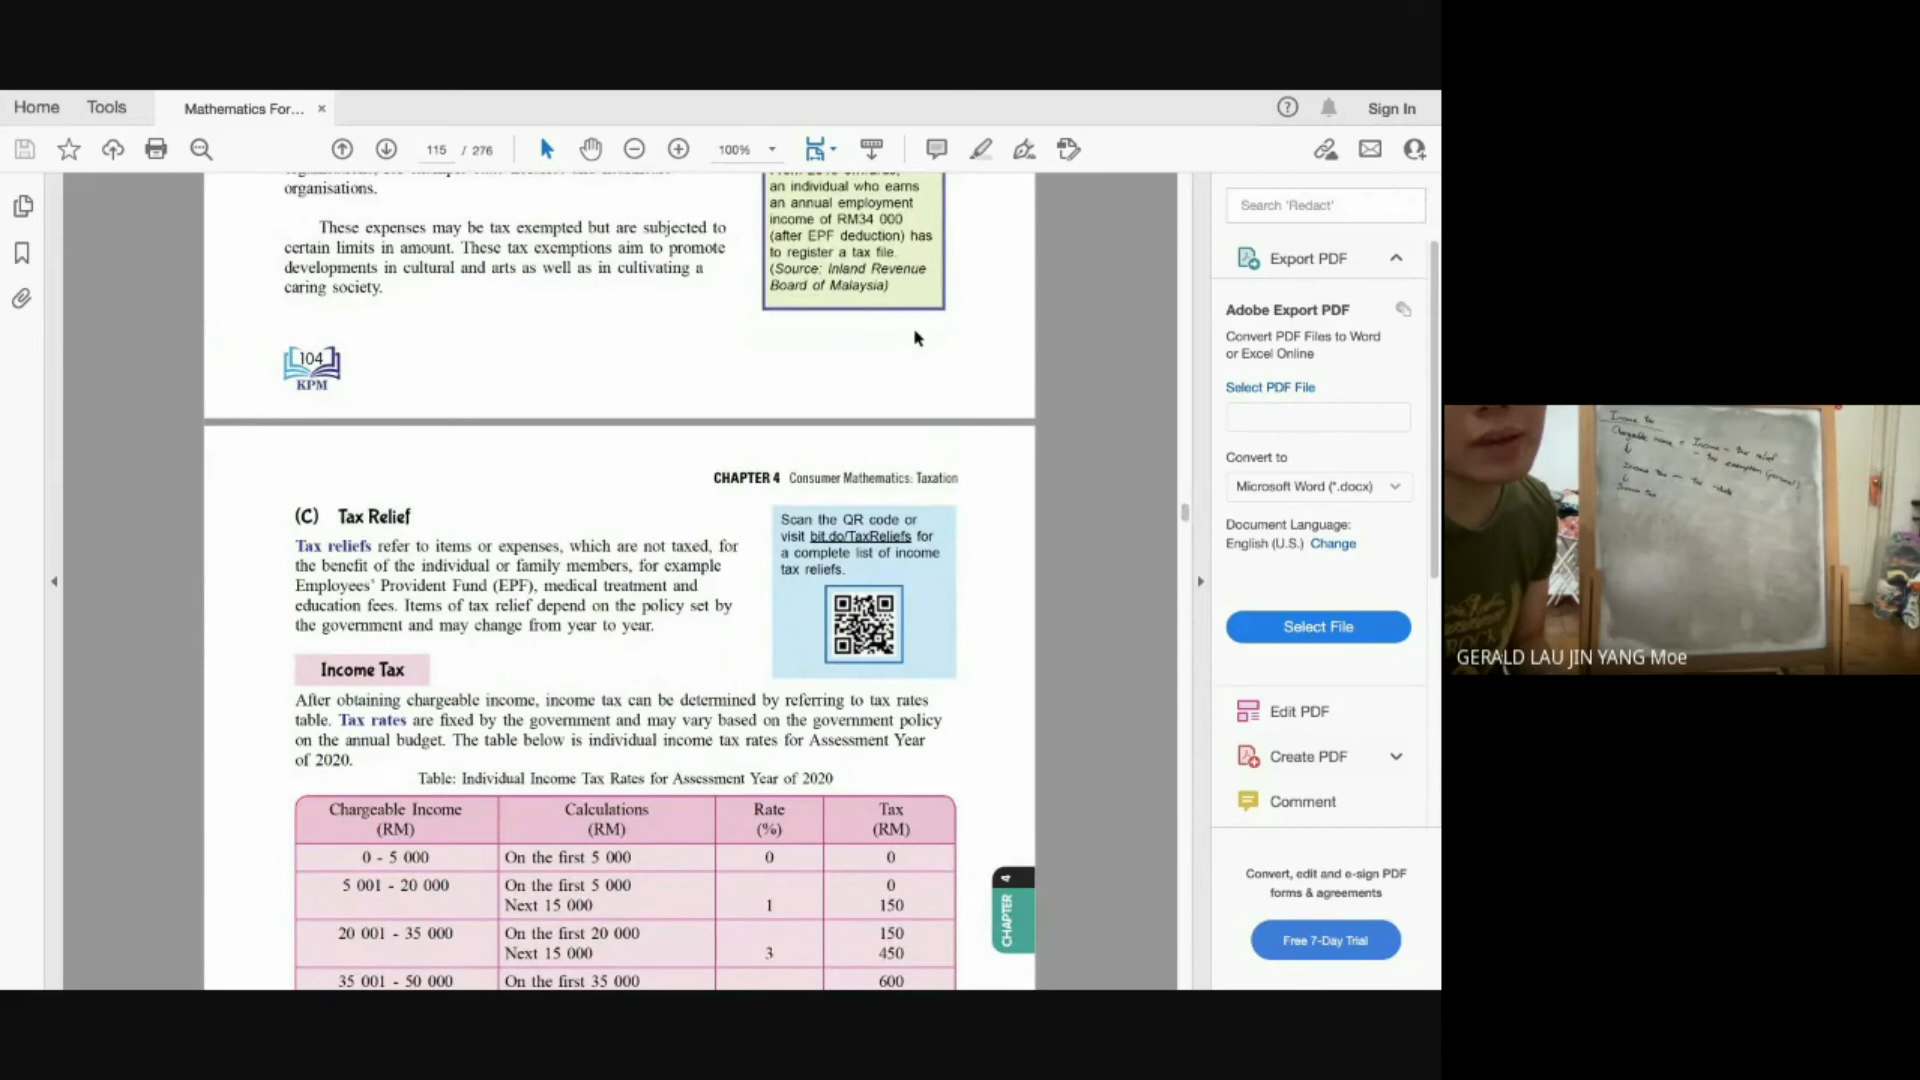 Home
Tools
Mathematics For...
Sign In
115 / 276
100%
organisations.
These expenses may be tax exempted but are subjected to
certain limits in amount. These tax exemptions aim to promote
developments in cultural and arts as well as in cultivating a
caring society.
an individual who earns
an annual employment
income of RM34 000
(after EPF deduction) has
to register a tax file.
(Source: Inland Revenue
Board of Malaysia)
104
KPM
CHAPTER 4 Consumer Mathematics: Taxation
(C) Tax Relief
Tax reliefs refer to items or expenses, which are not taxed, for
the benefit of the individual or family members, for example
Employees' Provident Fund (EPF), medical treatment and
education fees. Items of tax relief depend on the policy set by
the government and may change from year to year.
Scan the QR code or
visit bit.do/TaxReliefs for
a complete list of income
tax reliefs.
Income Tax
After obtaining chargeable income, income tax can be determined by referring to tax rates
table. Tax rates are fixed by the government and may vary based on the government policy
on the annual budget. The table below is individual income tax rates for Assessment Year
of 2020.
Table: Individual Income Tax Rates for Assessment Year of 2020
Chargeable Income (RM) Calculations (RM) Rate (%) Tax (RM)
0 - 5 000 On the first 5 000 0 0
5 001 - 20 000 On the first 5 000 0
Next 15 000 1 150
20 001 - 35 000 On the first 20 000 150
Next 15 000 3 450
35 001 - 50 000 On the first 35 000 600
CHAPTER 4
Search 'Redact'
Export PDF
Adobe Export PDF
Convert PDF Files to Word
or Excel Online
Select PDF File
Convert to
Microsoft Word (*.docx)
Document Language:
English (U.S.) Change
Select File
Edit PDF
Create PDF
Comment
Convert, edit and e-sign PDF
forms & agreements
Free 7-Day Trial
Income tax
Chargeable income = Income - tax relief
- tax exemption (personal)
Income tax - tax rebate
Income tax
GERALD LAU JIN YANG Moe